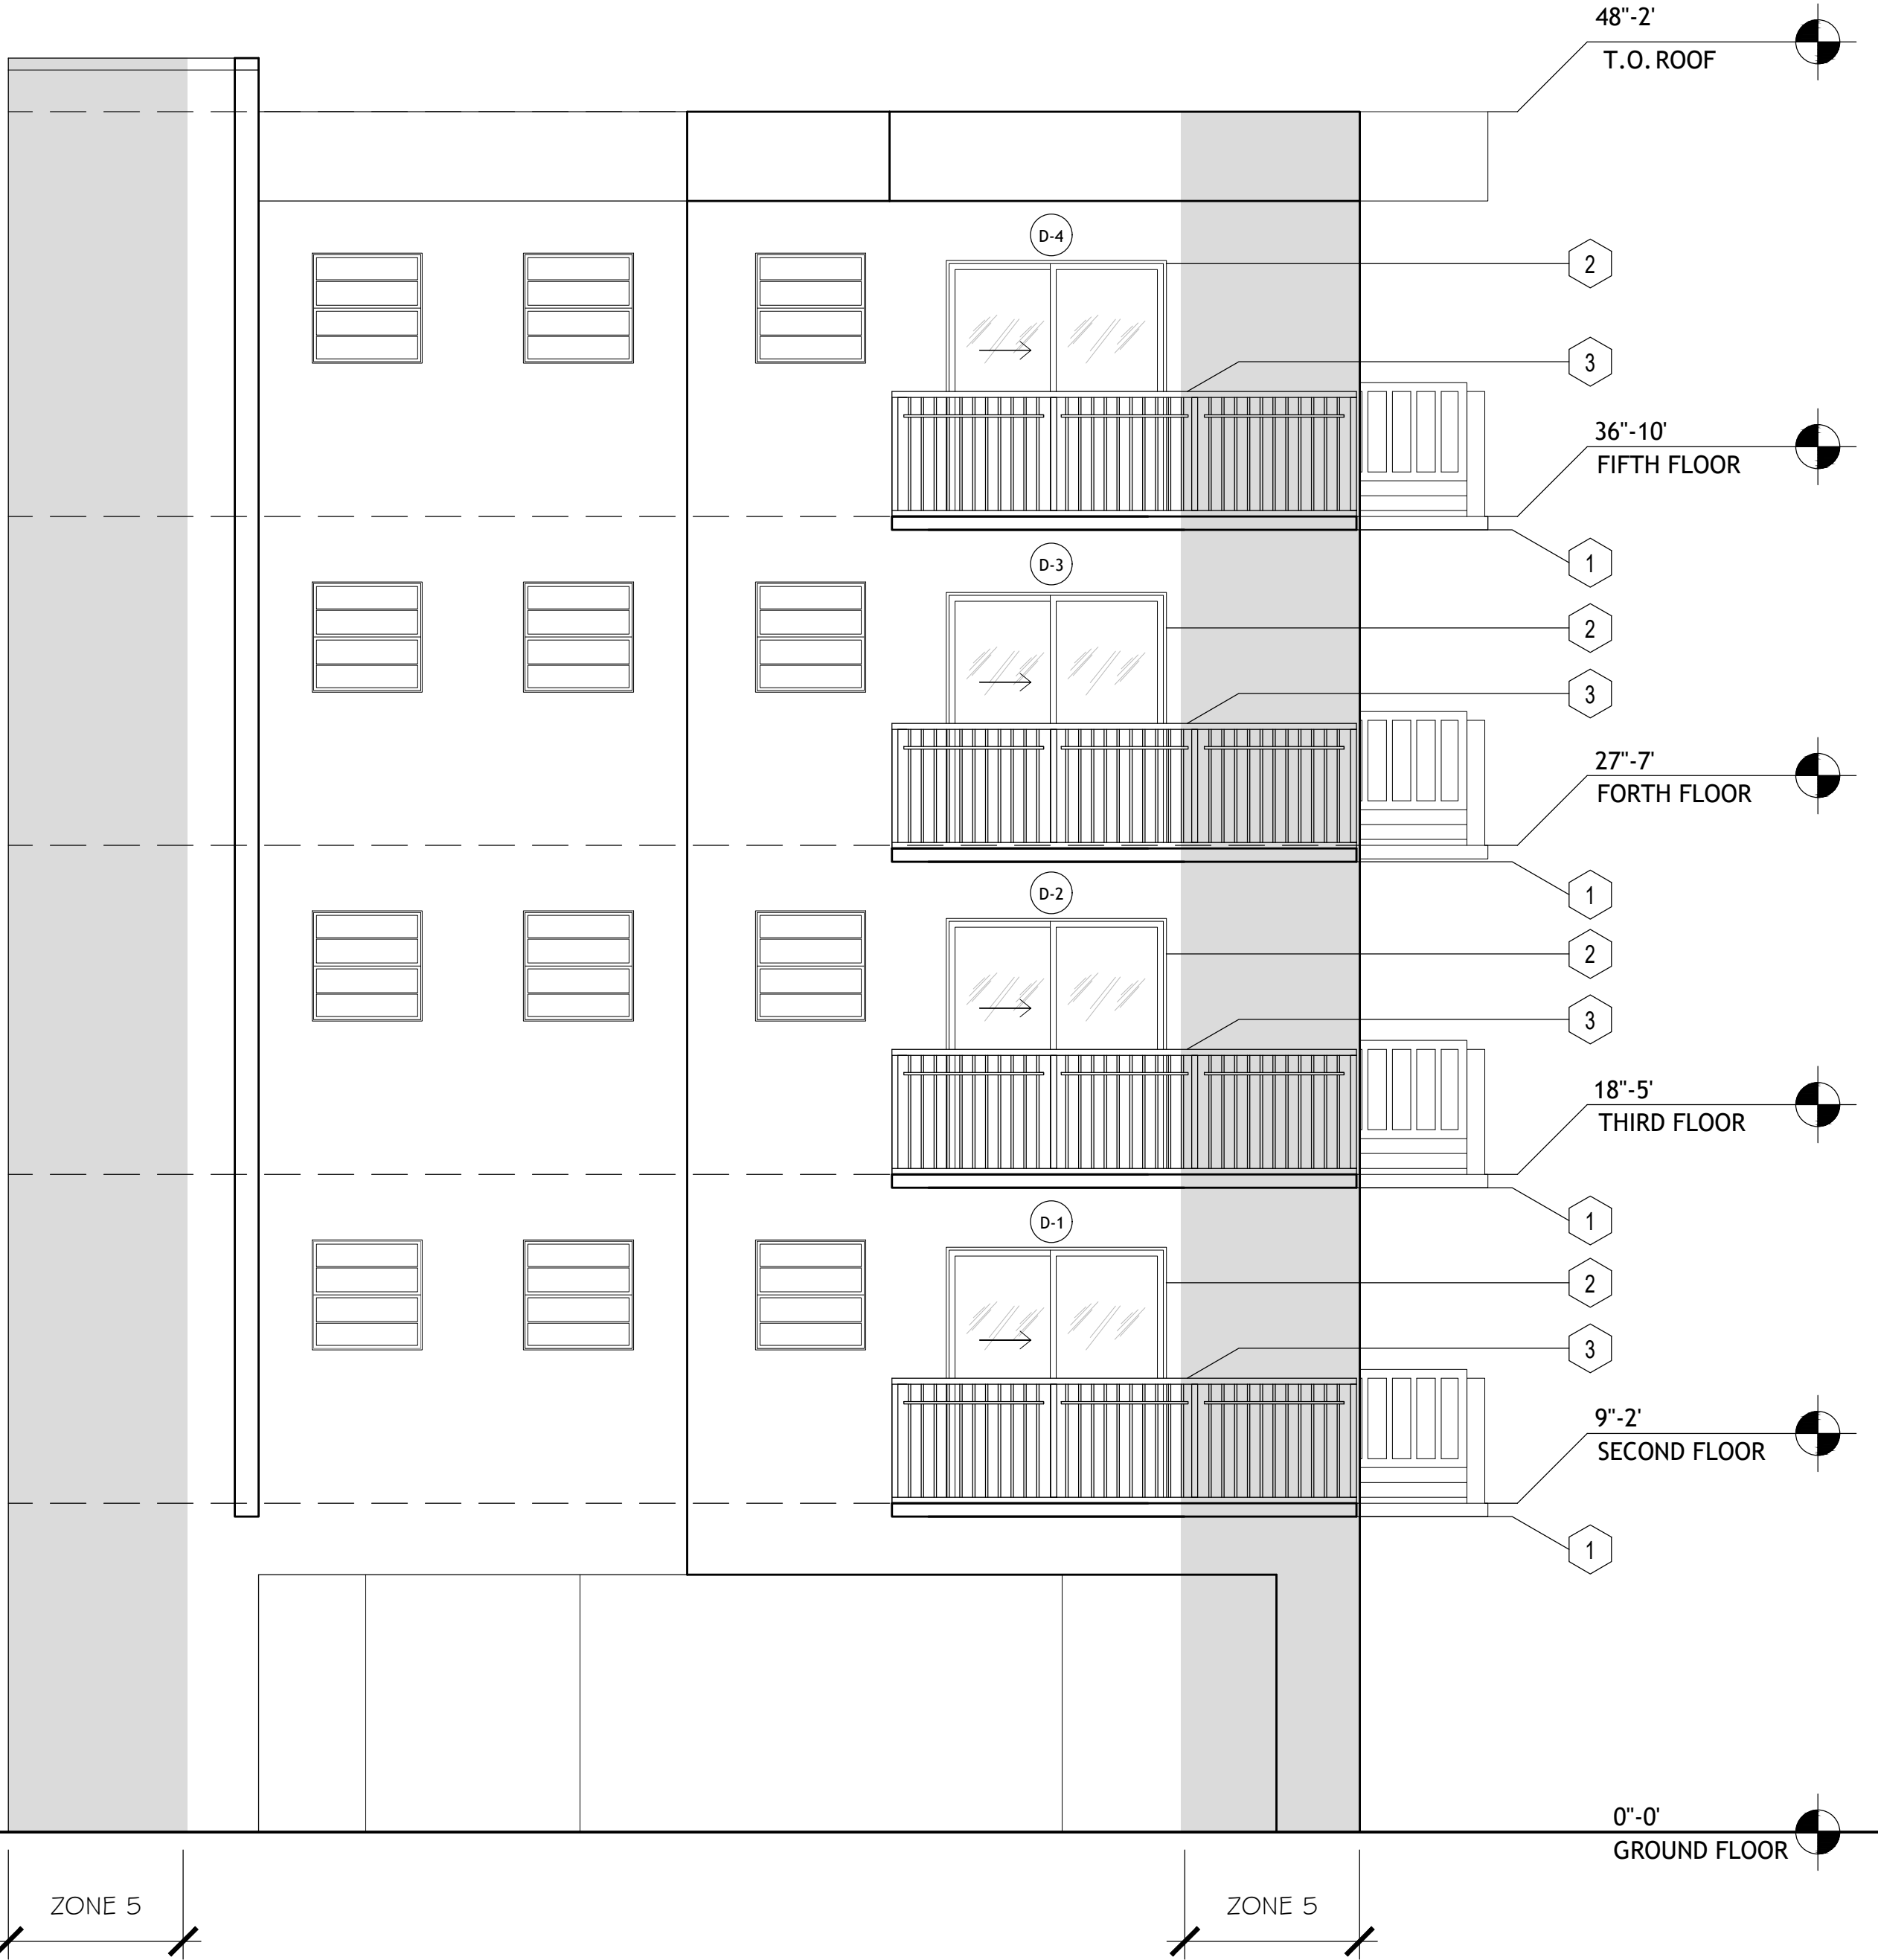 48"-2'
T.O. ROOF
D-4
2
3
36"-10'
FIFTH FLOOR
1
D-3
2
3
27"-7'
FORTH FLOOR
1
D-2
2
3
18"-5'
THIRD FLOOR
1
D-1
2
3
9"-2'
SECOND FLOOR
1
0"-0'
GROUND FLOOR
ZONE 5
ZONE 5